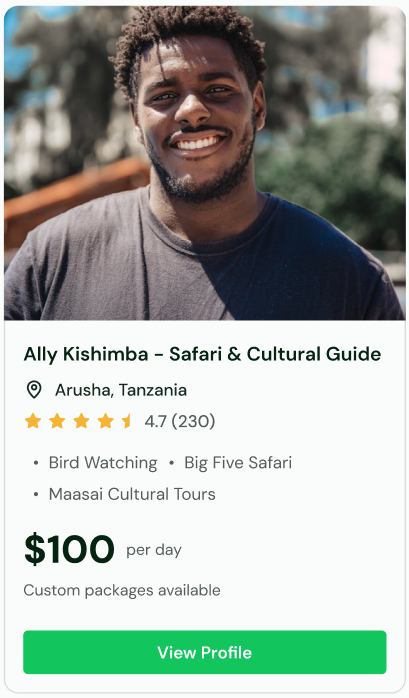 Ally Kishimba - Safari & Cultural Guide
Arusha, Tanzania
4.7 (230)
• Bird Watching • Big Five Safari
• Maasai Cultural Tours
$100 per day
Custom packages available
View Profile